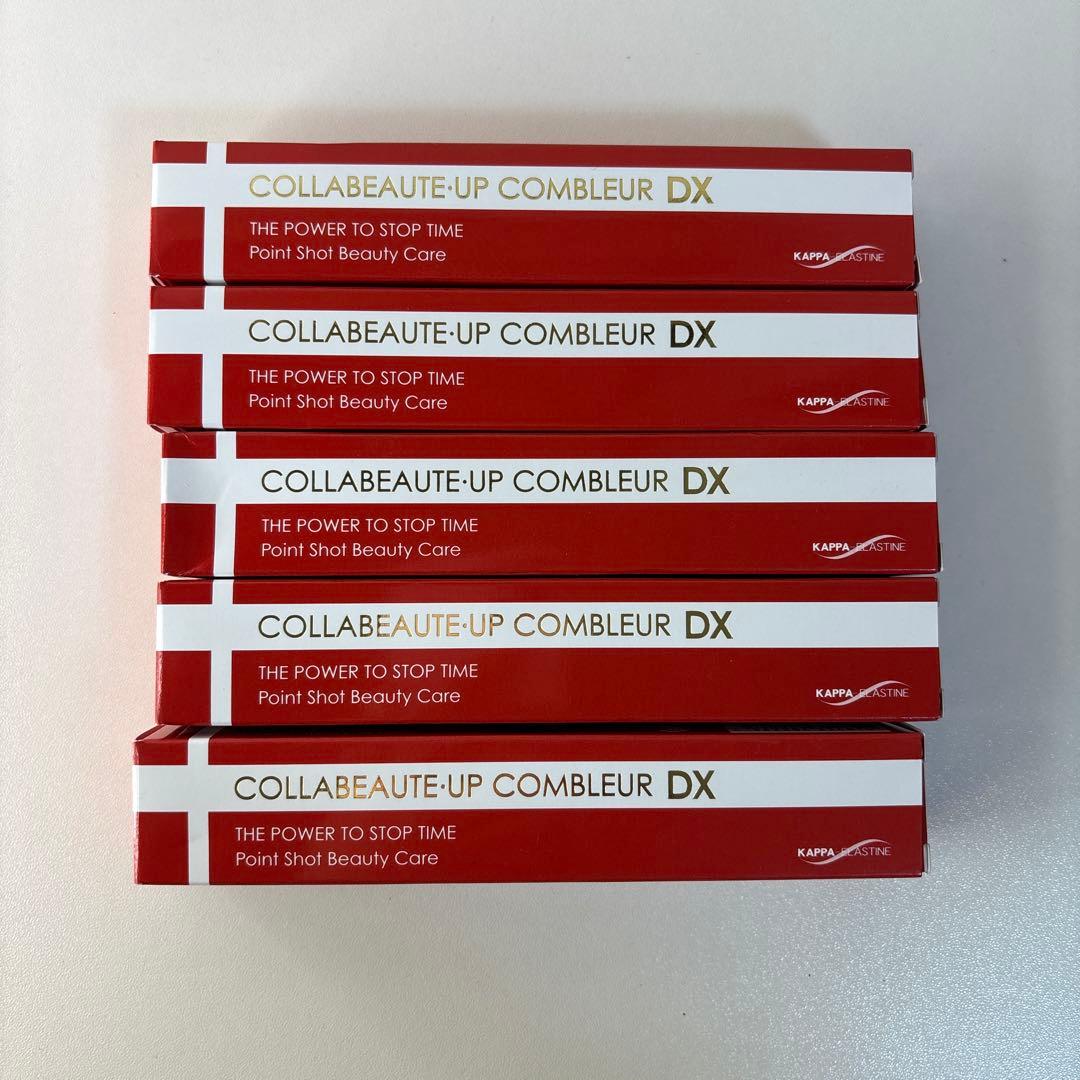 COLLABEAUTE·UP COMBLEUR DX
THE POWER TO STOP TIME
Point Shot Beauty Care
KAPPA ELASTINE
COLLABEAUTE·UP COMBLEUR DX
THE POWER TO STOP TIME
Point Shot Beauty Care
KAPPA ELASTINE
COLLABEAUTE·UP COMBLEUR DX
THE POWER TO STOP TIME
Point Shot Beauty Care
KAPPA ELASTINE
COLLABEAUTE·UP COMBLEUR DX
THE POWER TO STOP TIME
Point Shot Beauty Care
KAPPA ELASTINE
COLLABEAUTE·UP COMBLEUR DX
THE POWER TO STOP TIME
Point Shot Beauty Care
KAPPA ELASTINE